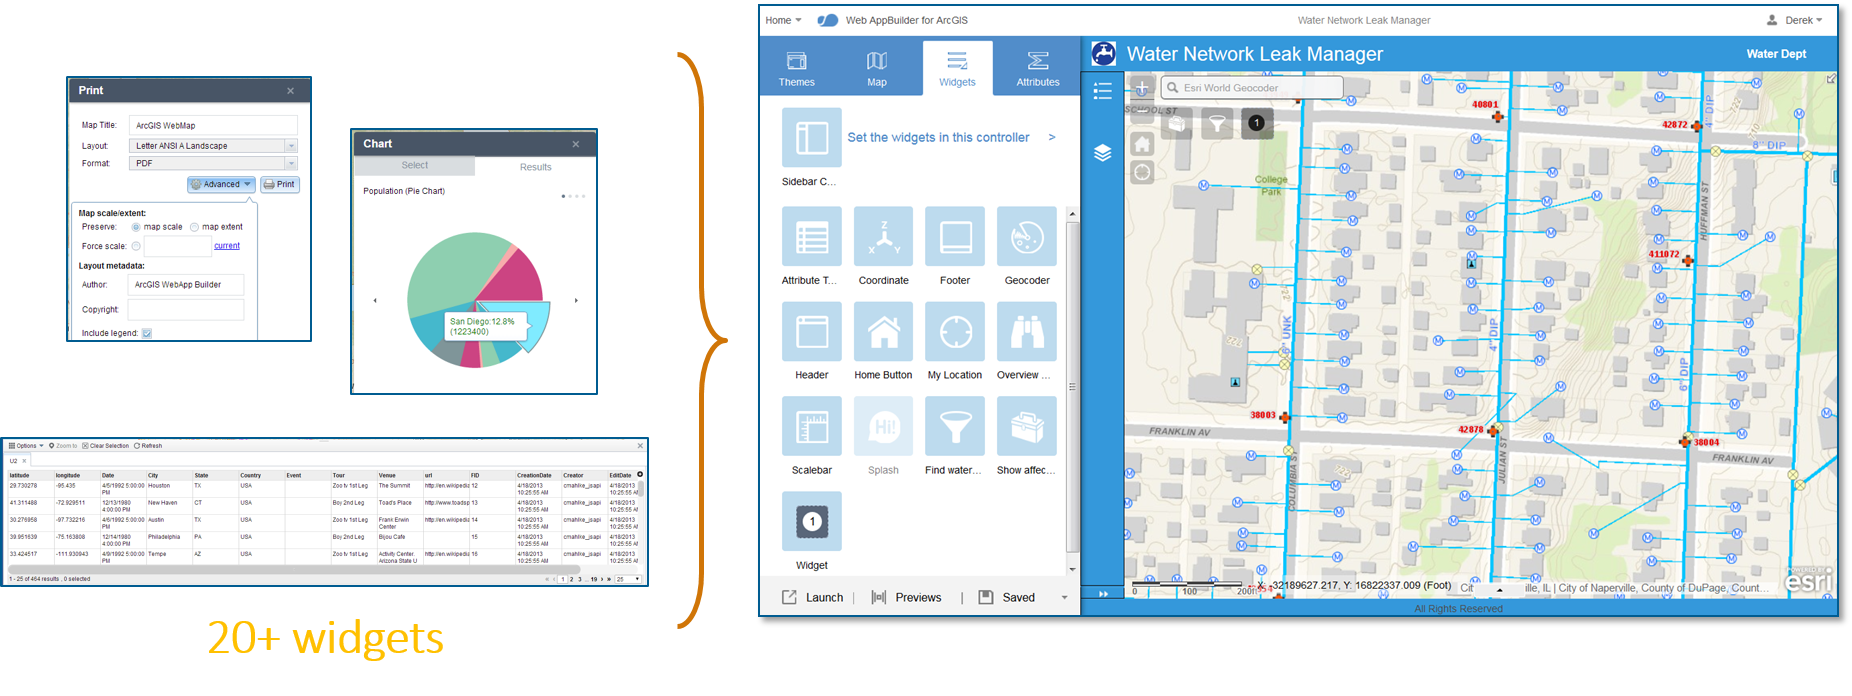 Print ×
Map Title: ArcGIS WebMap
Layout: Letter ANSI A Landscape
Format: PDF
Advanced Print
Map scale/extent:
Preserve: map scale map extent
Force scale: current
Layout metadata:
Author: ArcGIS WebApp Builder
Copyright:
Include legend:
Chart ×
Select Results
Population (Pie Chart)
San Diego:12.8%
(1223400)
Options Zoom to Clear Selection Refresh
U2 ×
latitude longitude Date City State Country Event Tour Venue url FID CreationDate Creator EditDate
29.730278 -95.435 4/5/1992 5:00:00 PM Houston TX USA Zoo tv 1st Leg The Summit http://en.wikipedia 12 4/18/2013 10:25:55 AM cmahlke_sapi 4/18/2013 10:25:55 AM
41.311488 -72.929511 12/13/1980 4:00:00 PM New Haven CT USA Boy 2nd Leg Toad's Place http://www.toadsp 13 4/18/2013 10:25:55 AM cmahlke_sapi 4/18/2013 10:25:55 AM
30.276958 -97.732216 4/6/1992 5:00:00 PM Austin TX USA Zoo tv 1st Leg Frank Erwin Center http://en.wikipedia 14 4/18/2013 10:25:55 AM cmahlke_sapi 4/18/2013 10:25:55 AM
39.951639 -75.163808 12/14/1980 4:00:00 PM Philadelphia PA USA Boy 2nd Leg Bijou Cafe 15 4/18/2013 10:25:55 AM cmahlke_sapi 4/18/2013 10:25:55 AM
33.424517 -111.930943 4/9/1992 5:00:00 PM Tempe AZ USA Zoo tv 1st Leg Activity Center. Arizona State U http://en.wikipedia 16 4/18/2013 10:25:55 AM cmahlke_sapi 4/18/2013 10:25:55 AM
1 - 25 of 464 results , 0 selected
« ‹ 1 2 3 ... 19 › » 25
20+ widgets
Home Web AppBuilder for ArcGIS Water Network Leak Manager Derek
Themes Map Widgets Attributes
Set the widgets in this controller >
Sidebar C...
Attribute T... Coordinate Footer Geocoder
Z
X Y
Header Home Button My Location Overview ...
Hi!
Scalebar Splash Find water... Show affec...
1
Widget
Launch | Previews | Saved
Water Network Leak Manager Water Dept
Esri World Geocoder
1
SCHOOL ST
College
Park
40801
42872
4" DIP
8" DIP
HUFFMAN ST
411072
722
6" UNK
4" DIP
6" DIP
38003
42878
38004
FRANKLIN AV
FRANKLIN AV
COLUMBIA ST
JULIAN ST
722
X: -32189627.217, Y: 16822337.009 (Foot)
0 100 200ft
Cit ille, IL | City of Naperville, County of DuPage, Count...
POWERED BY
esri
All Rights Reserved